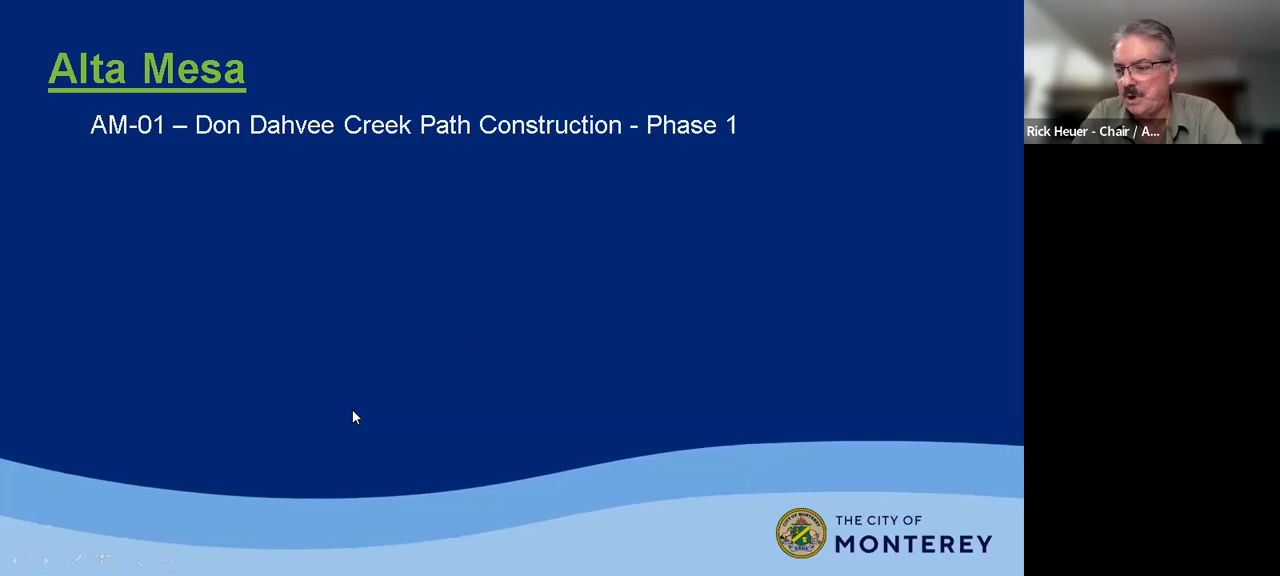 Alta Mesa
AM-01 – Don Dahvee Creek Path Construction - Phase 1
Rick Heuer - Chair / A...
THE CITY OF
MONTEREY